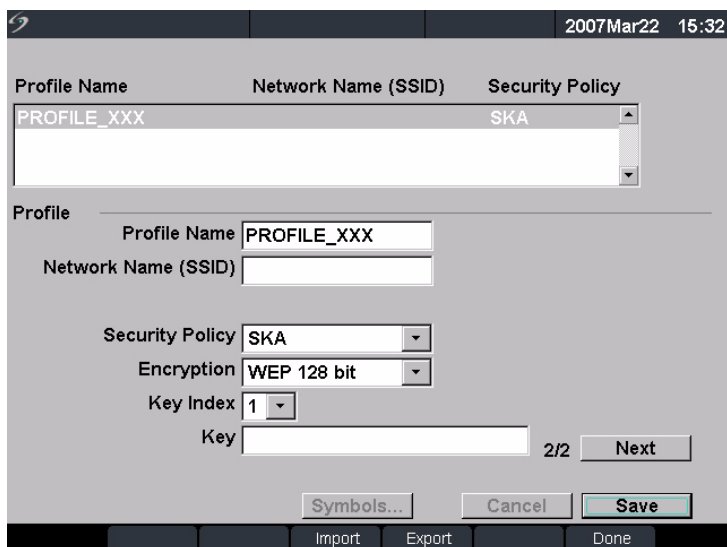 2007Mar22 15:32
Profile Name Network Name (SSID) Security Policy
PROFILE_XXX SKA
Profile
Profile Name PROFILE_XXX
Network Name (SSID)
Security Policy SKA
Encryption WEP 128 bit
Key Index 1
Key
2/2 Next
Symbols... Cancel Save
Import Export Done